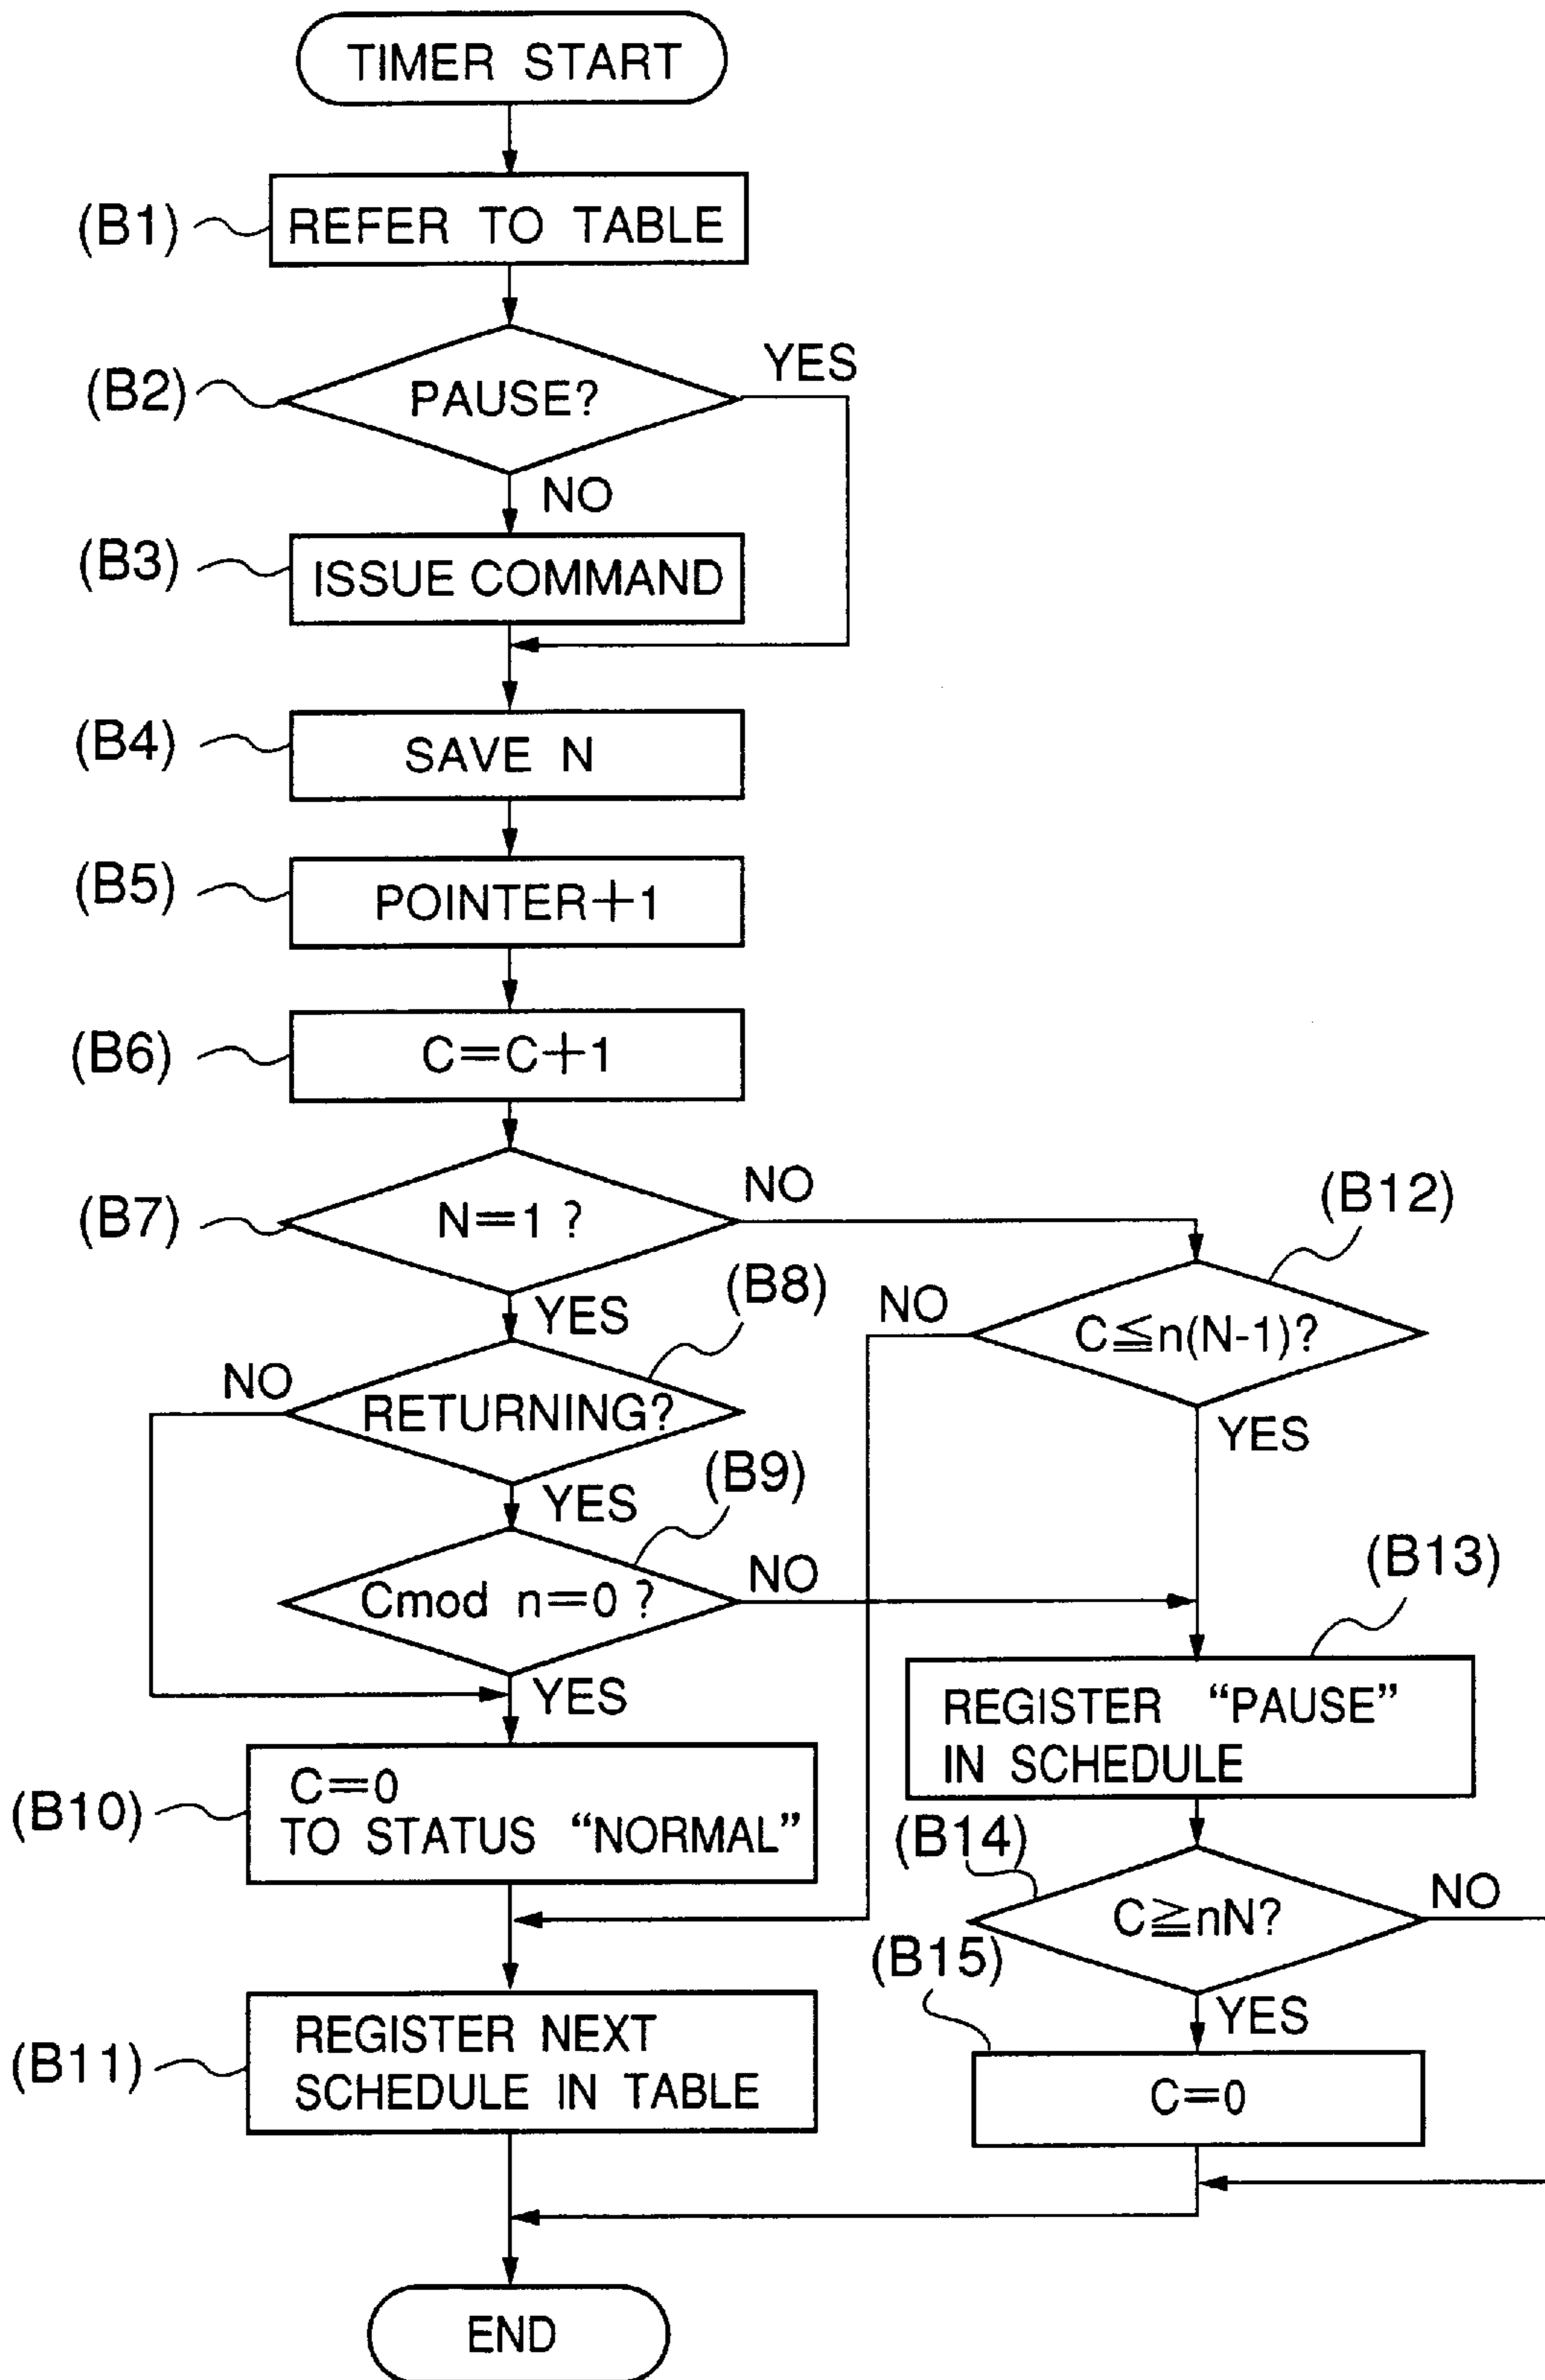 TIMER START
(B1)
REFER TO TABLE
(B2)
PAUSE?
YES
NO
(B3)
ISSUE COMMAND
(B4)
SAVE N
(B5)
POINTER+1
(B6)
C=C+1
(B7)
N=1 ?
NO
YES
(B12)
C≦n(N-1)?
NO
YES
(B8)
RETURNING?
NO
YES
(B9)
Cmod n=0 ?
NO
YES
(B13)
REGISTER “PAUSE”
IN SCHEDULE
(B10)
C=0
TO STATUS “NORMAL”
(B14)
C≧nN?
NO
YES
(B15)
C=0
(B11)
REGISTER NEXT
SCHEDULE IN TABLE
END